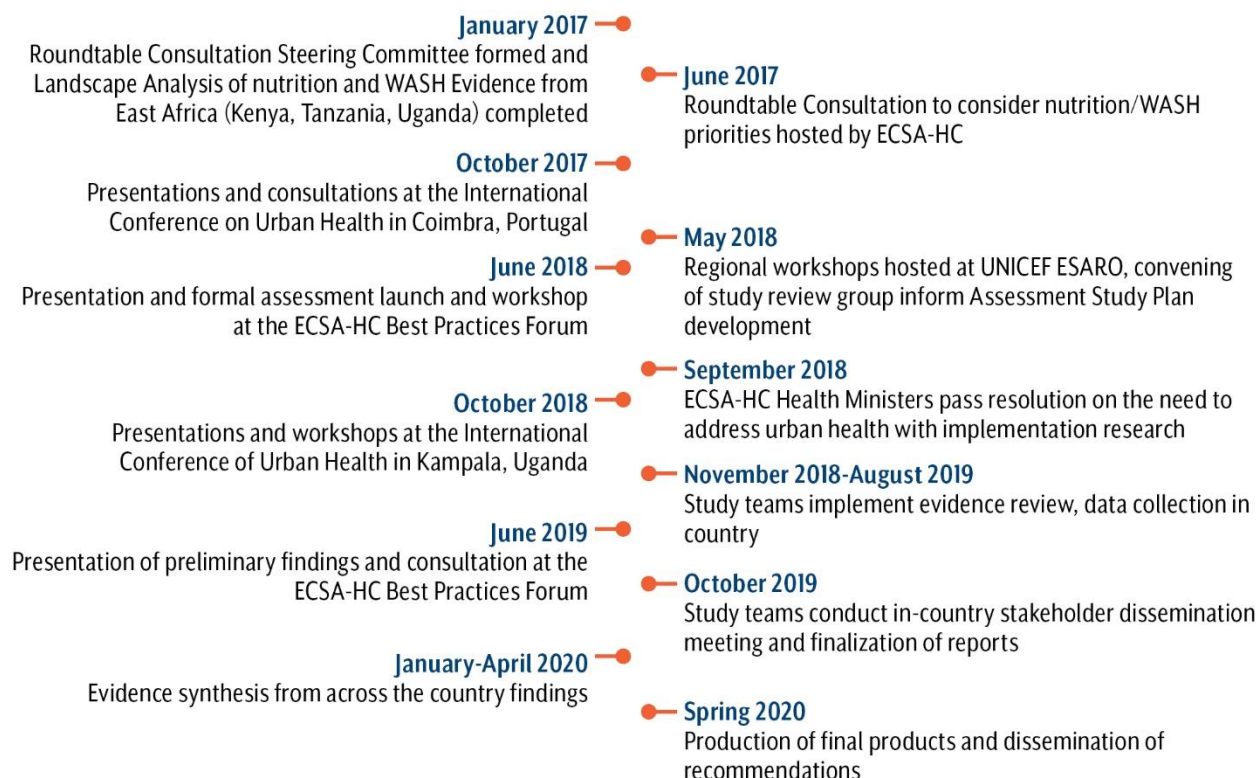 January 2017
Roundtable Consultation Steering Committee formed and
Landscape Analysis of nutrition and WASH Evidence from
East Africa (Kenya, Tanzania, Uganda) completed
June 2017
Roundtable Consultation to consider nutrition/WASH
priorities hosted by ECSA-HC
October 2017
Presentations and consultations at the International
Conference on Urban Health in Coimbra, Portugal
May 2018
Regional workshops hosted at UNICEF ESARO, convening
of study review group inform Assessment Study Plan
development
June 2018
Presentation and formal assessment launch and workshop
at the ECSA-HC Best Practices Forum
September 2018
ECSA-HC Health Ministers pass resolution on the need to
address urban health with implementation research
October 2018
Presentations and workshops at the International
Conference of Urban Health in Kampala, Uganda
November 2018-August 2019
Study teams implement evidence review, data collection in
country
June 2019
Presentation of preliminary findings and consultation at the
ECSA-HC Best Practices Forum
October 2019
Study teams conduct in-country stakeholder dissemination
meeting and finalization of reports
January-April 2020
Evidence synthesis from across the country findings
Spring 2020
Production of final products and dissemination of
recommendations